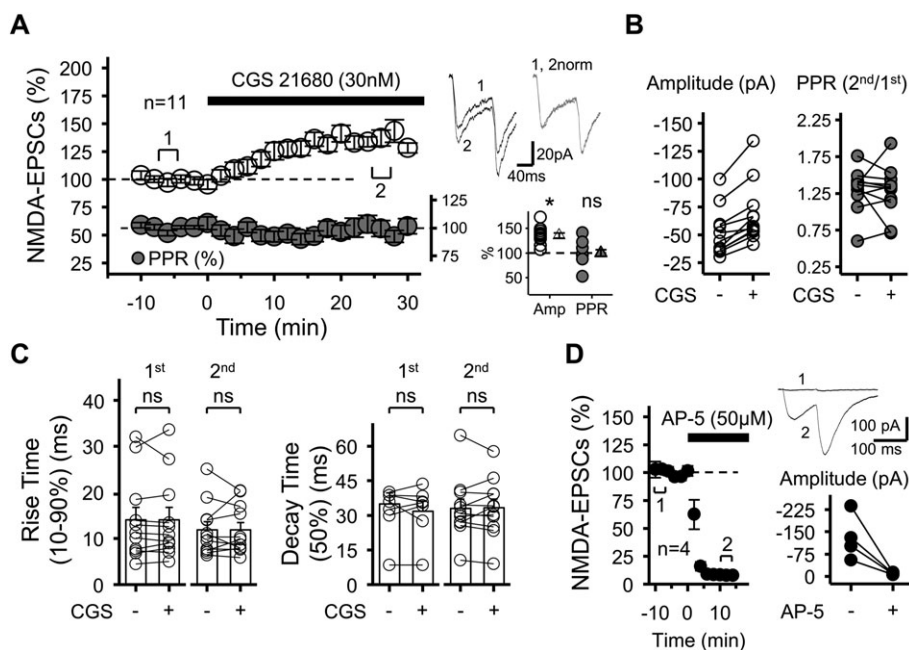 A
CGS 21680 (30nM)
n=11
1
2
NMDA-EPSCs (%)
200
175
150
125
100
75
50
25
125
100
75
PPR (%)
-10 0 10 20 30
Time (min)
1
2
1, 2norm
20pA
40ms
* ns
%
150
100
50
Amp PPR
B
Amplitude (pA)
-150
-125
-100
-75
-50
-25
CGS - +
PPR (2nd/1st)
2.25
1.75
1.25
0.75
0.25
CGS - +
C
1st 2nd
ns ns
Rise Time
(10-90%) (ms)
40
30
20
10
0
CGS - + - +
1st 2nd
ns ns
Decay Time
(50%) (ms)
60
45
30
15
0
CGS - + - +
D
AP-5 (50μM)
NMDA-EPSCs (%)
150
125
100
75
50
25
0
1
2
n=4
-10 0 10
Time (min)
1
2
100 pA
100 ms
Amplitude (pA)
-225
-150
-75
0
AP-5 - +